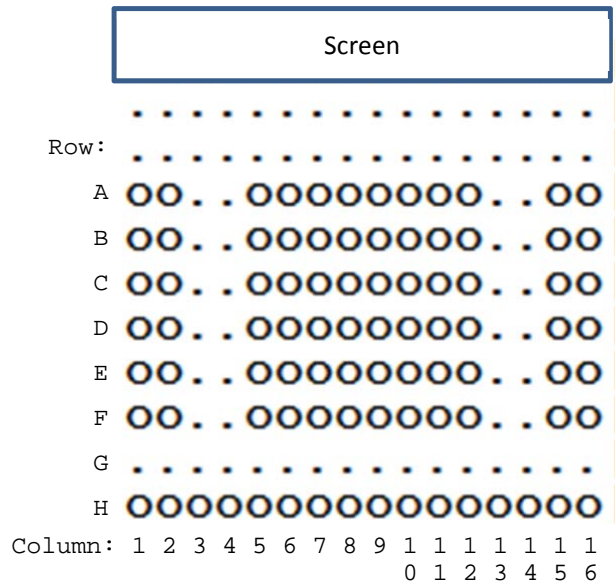 Screen
. . . . . . . . . . . . . . . .
Row: . . . . . . . . . . . . . . . .
A OO..OOOOOOOO..OO
B OO..OOOOOOOO..OO
C OO..OOOOOOOO..OO
D OO..OOOOOOOO..OO
E OO..OOOOOOOO..OO
F OO..OOOOOOOO..OO
G . . . . . . . . . . . . . . . .
H OOOOOOOOOOOOOOOO
Column: 1 2 3 4 5 6 7 8 9 1 1 1 1 1 1 1
0 1 2 3 4 5 6